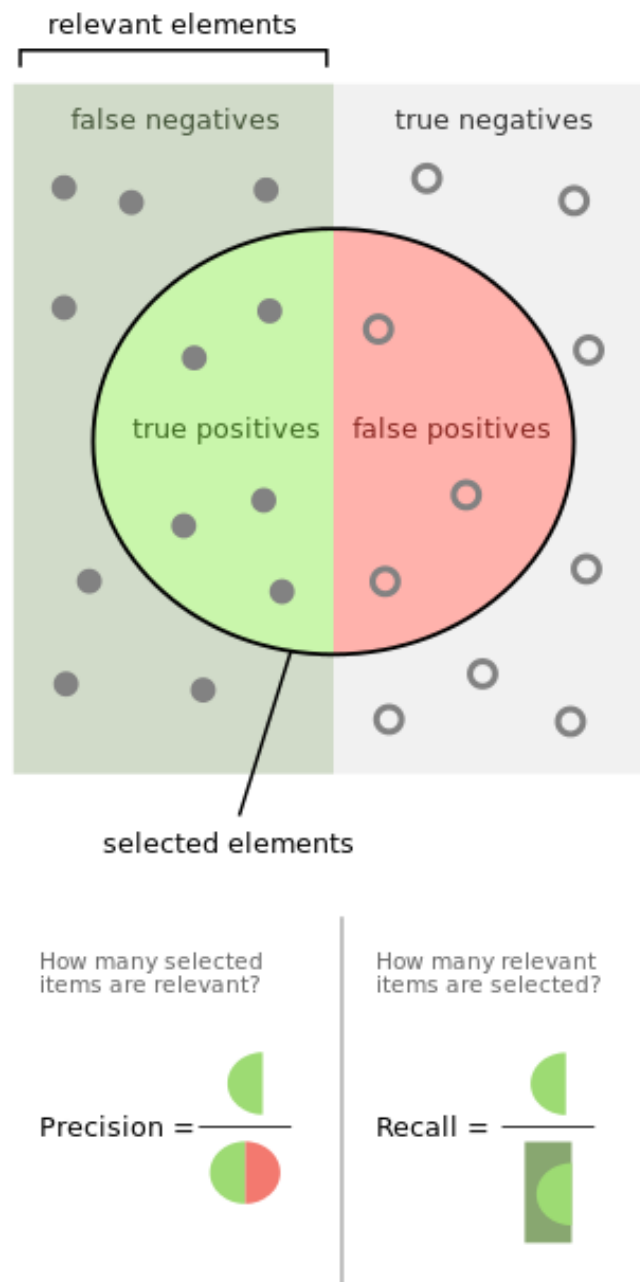 relevant elements
false negatives
true negatives
true positives
false positives
selected elements
How many selected
items are relevant?
How many relevant
items are selected?
Precision =
Recall =